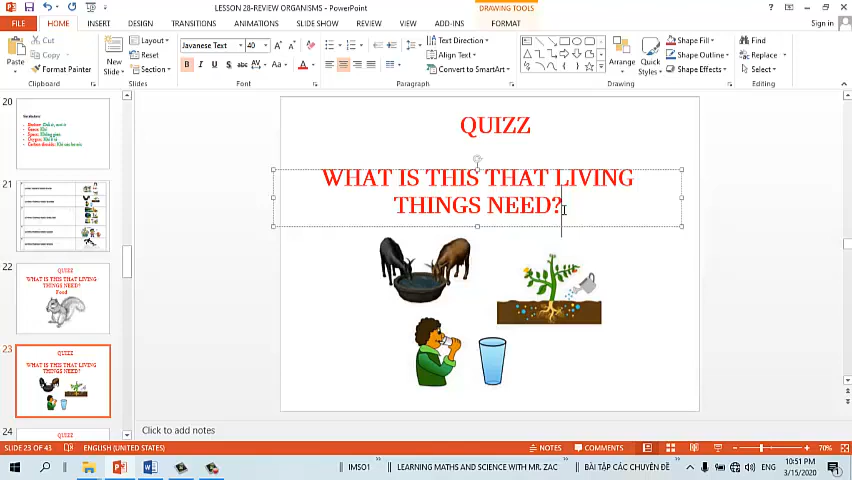 LESSON 28-REVIEW ORGANISMS - PowerPoint
DRAWING TOOLS
Sign in
FILE
HOME
INSERT
DESIGN
TRANSITIONS
ANIMATIONS
SLIDE SHOW
REVIEW
VIEW
ADD-INS
FORMAT
Paste
Cut
Copy
Format Painter
Clipboard
New Slide
Layout
Reset
Section
Slides
Japanese Text
40
Font
Text Direction
Align Text
Convert to SmartArt
Paragraph
Arrange
Quick Styles
Shape Fill
Shape Outline
Shape Effects
Drawing
Find
Replace
Select
Editing
20
21
22
QUIZZ
WHAT IS THIS THAT LIVING
THINGS NEED?
Food
23
QUIZZ
WHAT IS THIS THAT LIVING
THINGS NEED?
24
QUIZZ
QUIZZ
WHAT IS THIS THAT LIVING
THINGS NEED?
Click to add notes
SLIDE 23 OF 43
ENGLISH (UNITED STATES)
NOTES
COMMENTS
70%
IMSO1
LEARNING MATHS AND SCIENCE WITH MR. ZAC
BÀI TẬP CÁC CHUYÊN ĐỀ
ENG
10:51 PM
3/15/2020